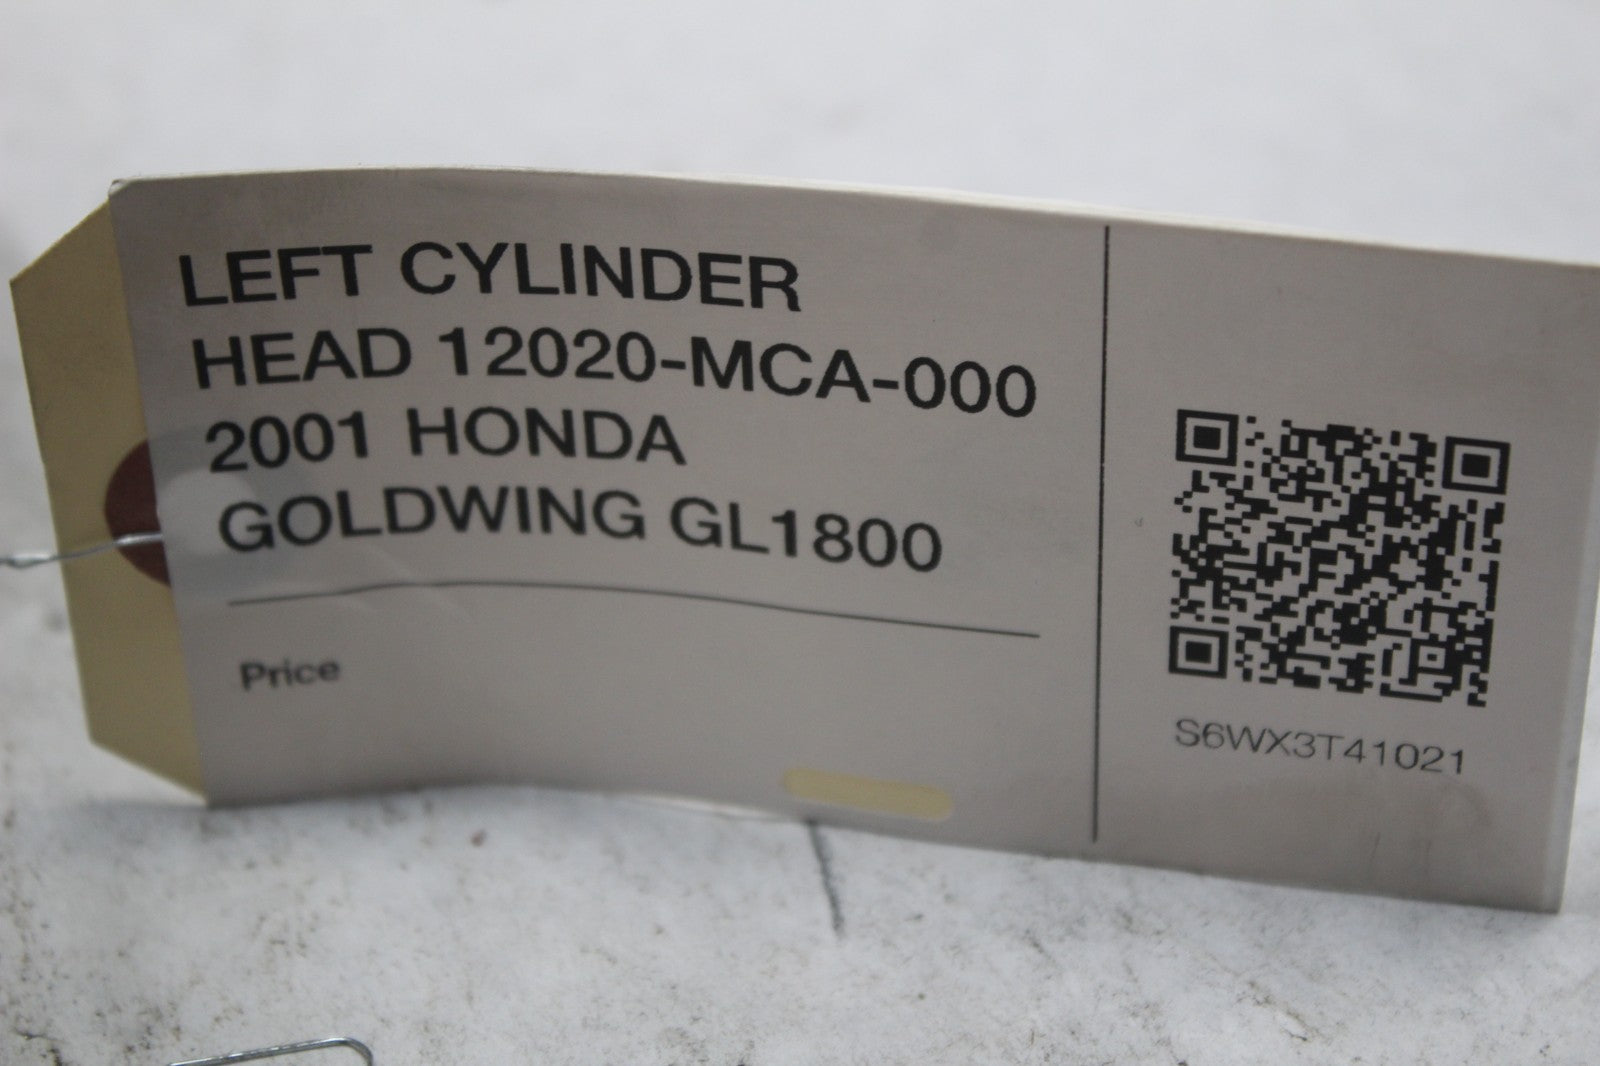 LEFT CYLINDER
HEAD 12020-MCA-000
2001 HONDA
GOLDWING GL1800
Price
S6WX3T41021